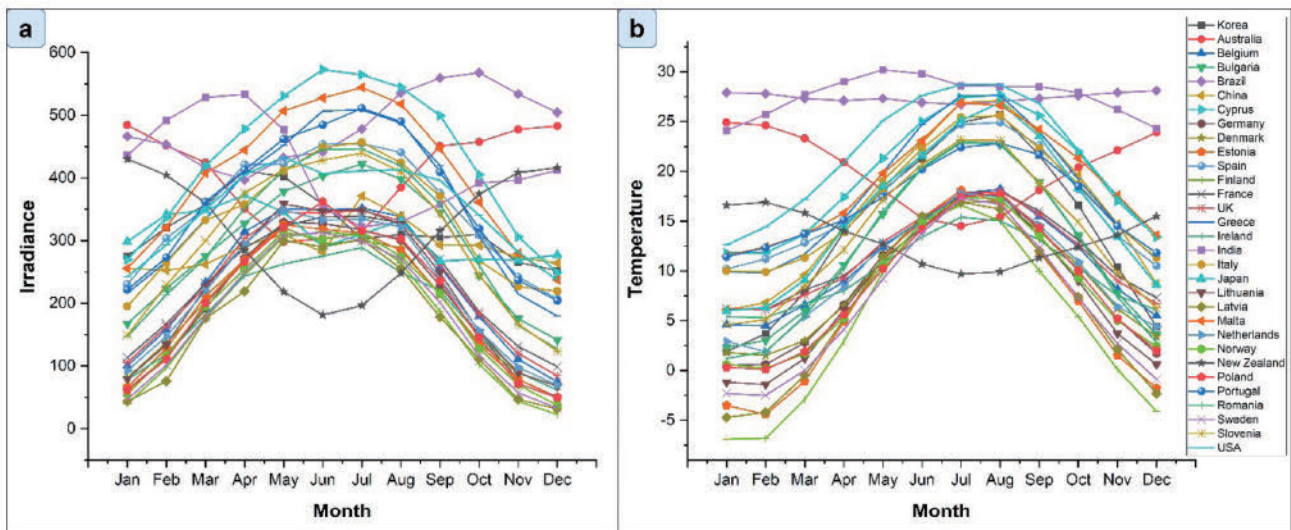 a
600
500
400
300
200
100
0
Irradiance
Jan Feb Mar Apr May Jun Jul Aug Sep Oct Nov Dec
Month
b
30
25
20
15
10
5
0
-5
Temperature
Jan Feb Mar Apr May Jun Jul Aug Sep Oct Nov Dec
Month
Korea
Australia
Belgium
Bulgaria
Brazil
China
Cyprus
Germany
Denmark
Estonia
Spain
Finland
France
UK
Greece
Ireland
India
Italy
Japan
Lithuania
Latvia
Malta
Netherlands
Norway
New Zealand
Poland
Portugal
Romania
Sweden
Slovenia
USA